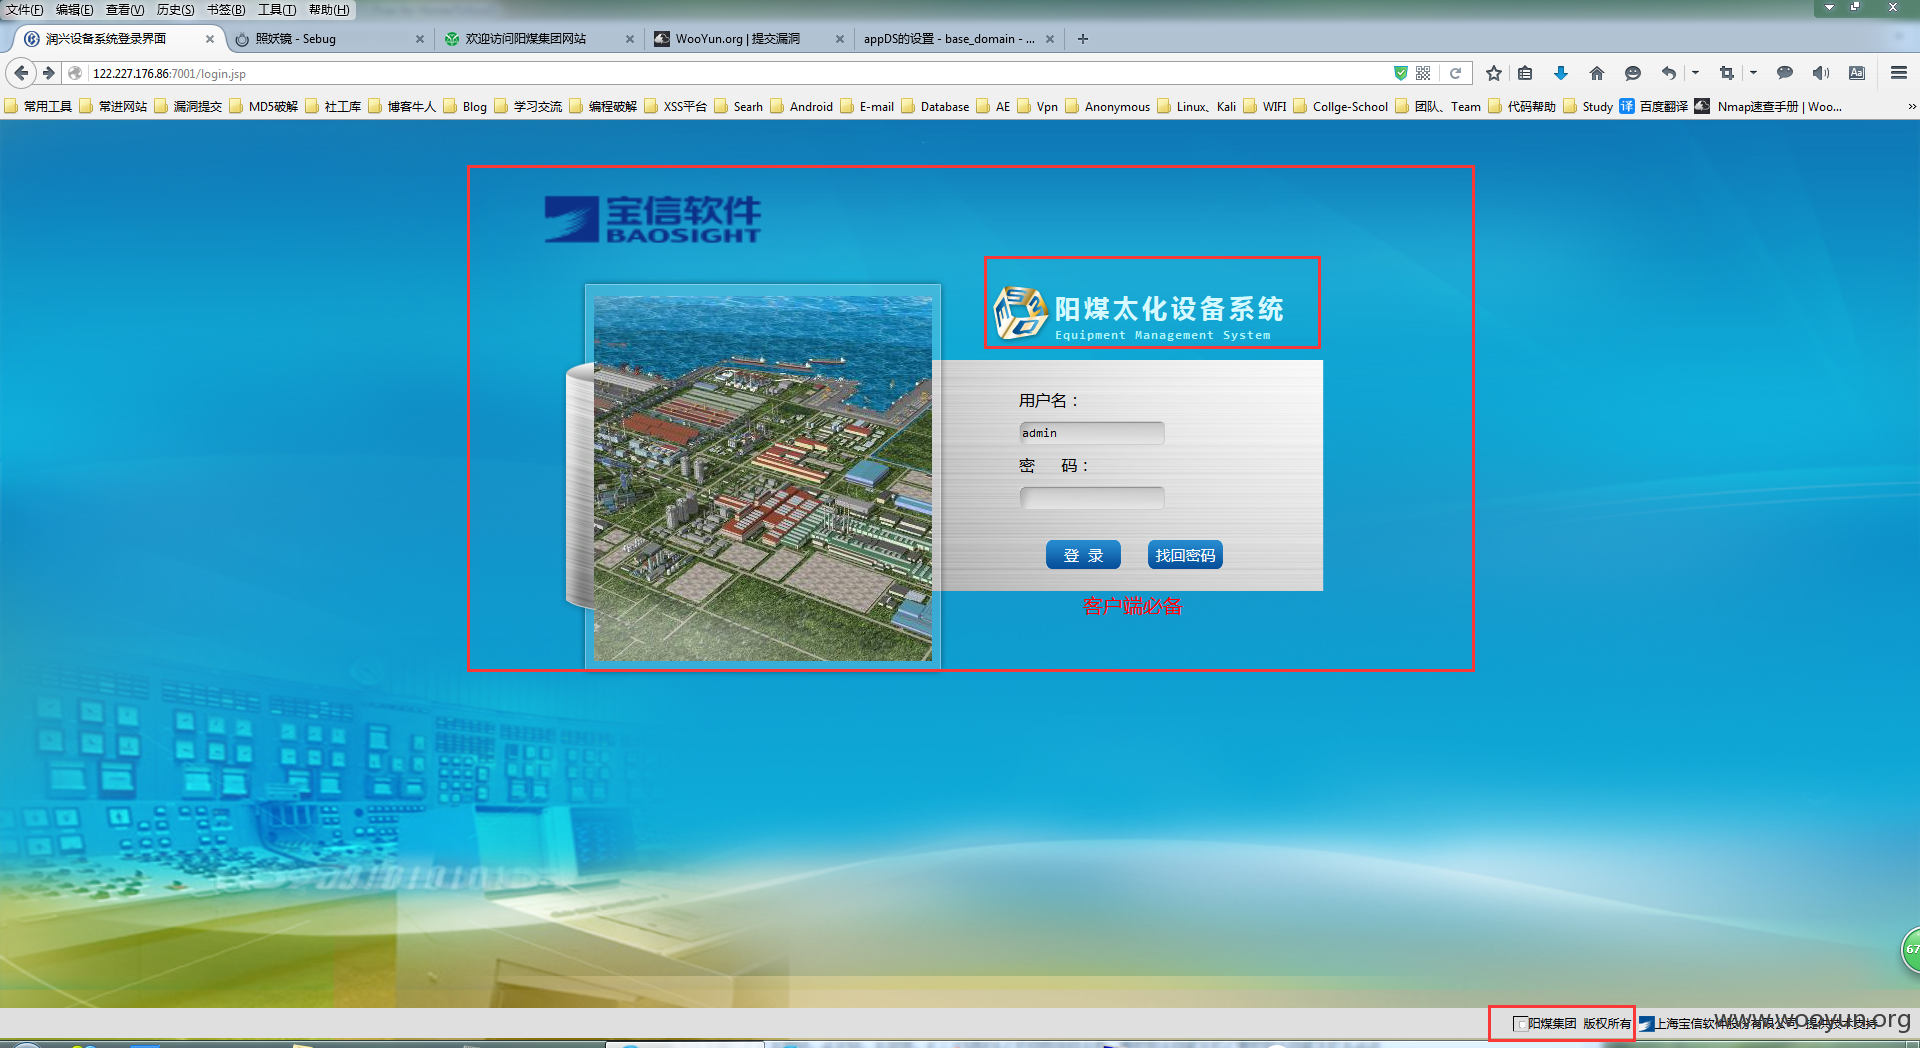 文件(F) 编辑(E) 查看(V) 历史(S) 书签(B) 工具(T) 帮助(H)
润兴设备系统登录界面 照妖镜 - Sebug 欢迎访问阳煤集团网站 WooYun.org | 提交漏洞 appDS的设置 - base_domain - ...
122.227.176.86:7001/login.jsp
常用工具 常进网站 漏洞提交 MD5破解 社工库 博客牛人 Blog 学习交流 编程破解 XSS平台 Searh Android E-mail Database AE Vpn Anonymous Linux、Kali WIFI Collge-School 团队、Team 代码帮助 Study 译 百度翻译 Nmap速查手册 | Woo... »
宝信软件
BAOSIGHT
阳煤太化设备系统
Equipment Management System
用户名：
admin
密 码：
登 录 找回密码
客户端必备
67
阳煤集团 版权所有 上海宝信软件股份有限公司 提供技术支持
www.wooyun.org